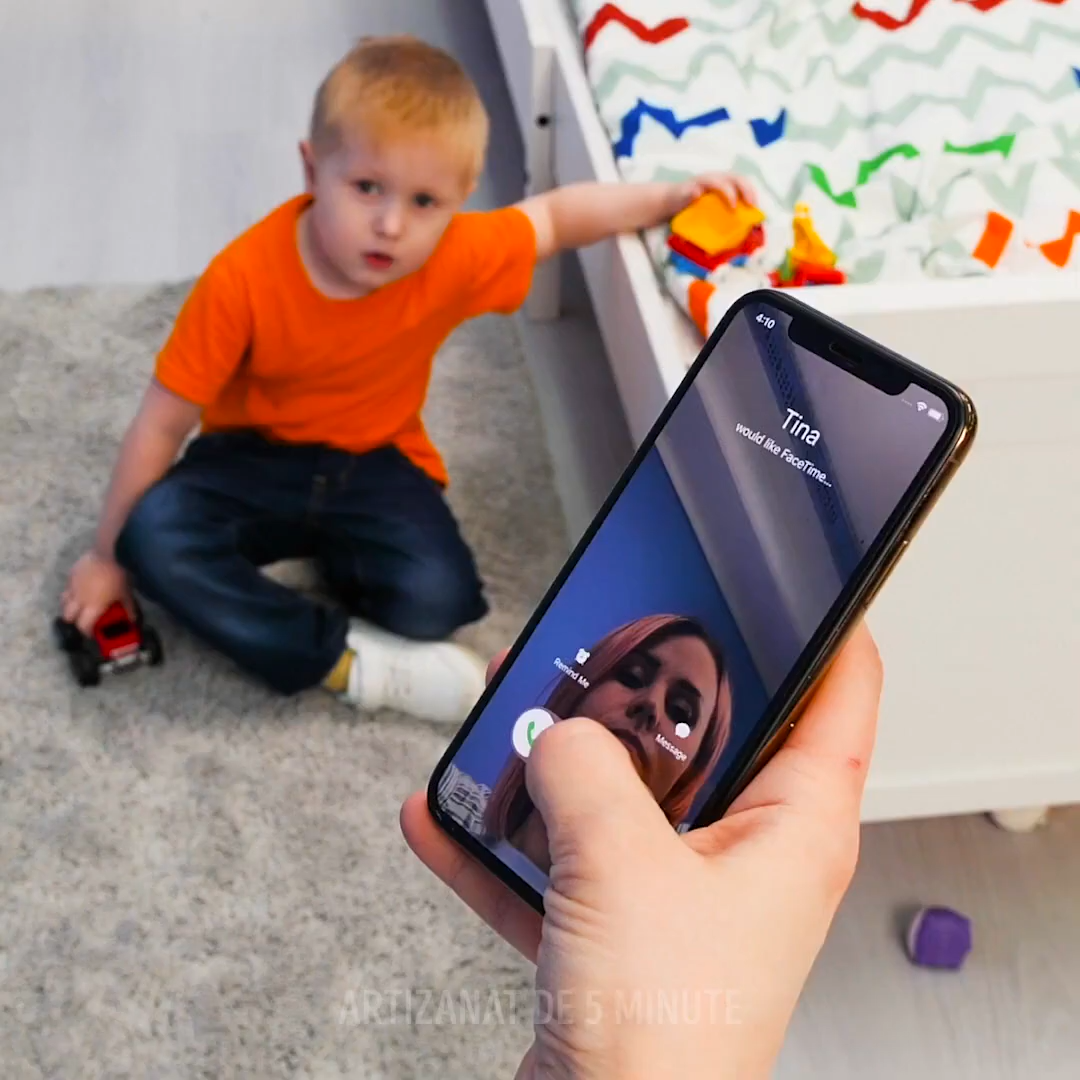 4:10
Tina
would like FaceTime...
Remind Me
Message
ARTIZANAT DE 5 MINUTE